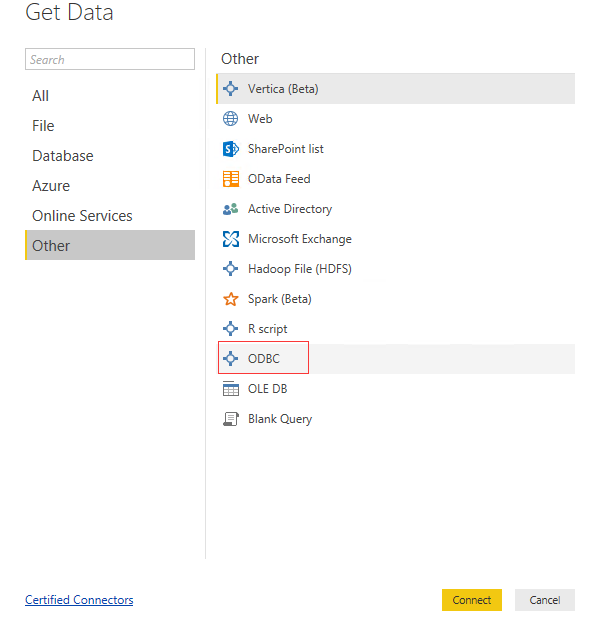 Get Data
Search
All
File
Database
Azure
Online Services
Other
Other
Vertica (Beta)
Web
SharePoint list
OData Feed
Active Directory
Microsoft Exchange
Hadoop File (HDFS)
Spark (Beta)
R script
ODBC
OLE DB
Blank Query
Certified Connectors
Connect
Cancel